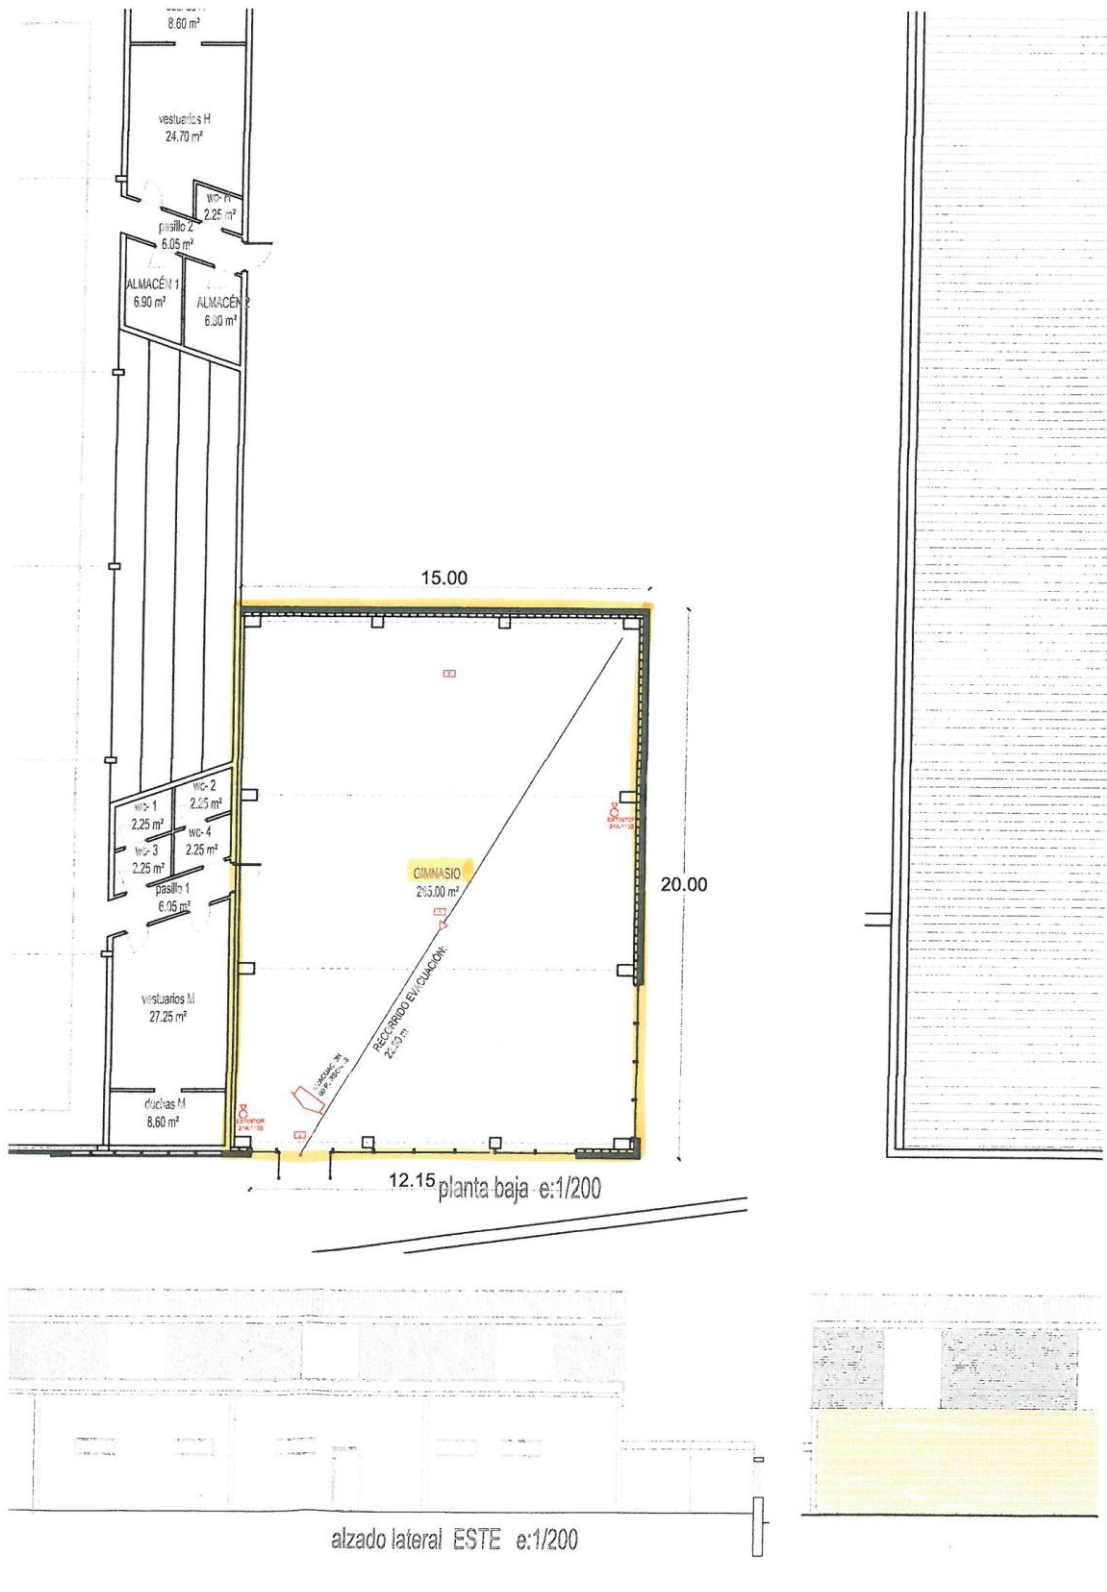 8.60 m²
vestuarios H
24.70 m²
wc- H
2.25 m²
pasillo 2
6.05 m²
ALMACÉN 1
6.90 m²
ALMACÉN 2
6.90 m²
15.00
20.00
wc- 2
2.25 m²
wc- 1
2.25 m²
wc- 4
2.25 m²
wc- 3
2.25 m²
pasillo 1
6.05 m²
GIMNASIO
EXTINTOR
21A-113B
RECORRIDO EVACUACIÓN:
vestuarios M
27.25 m²
duchas M
8.60 m²
EXTINTOR
21A-113B
12.15
planta baja e:1/200
alzado lateral ESTE e:1/200